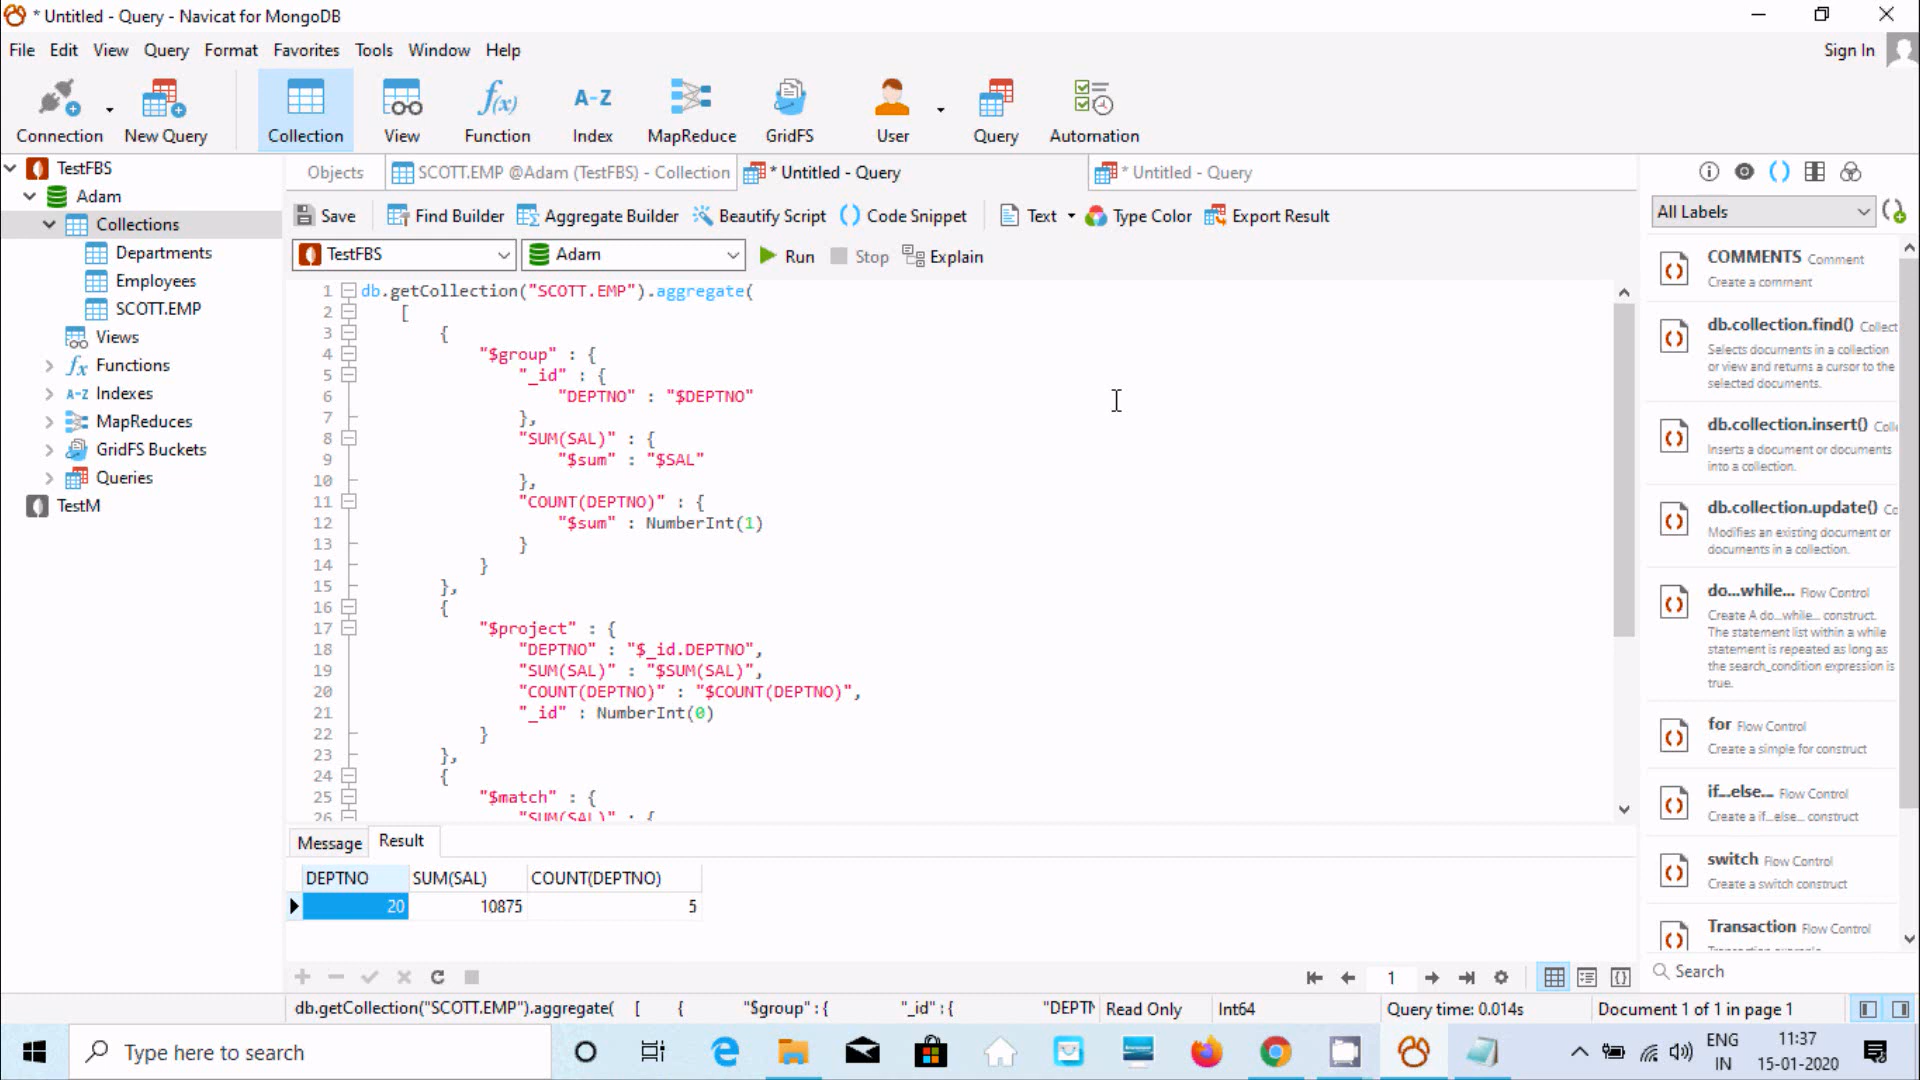 * Untitled - Query - Navicat for MongoDB
File Edit View Query Format Favorites Tools Window Help
Sign In
Connection New Query Collection View Function Index MapReduce GridFS User Query Automation
f(x) A-Z
TestFBS
Adam
Collections
Departments
Employees
SCOTT.EMP
Views
fx Functions
A-Z Indexes
MapReduces
GridFS Buckets
Queries
TestM
Objects SCOTT.EMP @Adam (TestFBS) - Collection * Untitled - Query * Untitled - Query
Save Find Builder Aggregate Builder Beautify Script () Code Snippet Text Type Color Export Result
TestFBS Adam Run Stop Explain
1 db.getCollection("SCOTT.EMP").aggregate(
2 [
3 {
4 "$group" : {
5 "_id" : {
6 "DEPTNO" : "$DEPTNO"
7 },
8 "SUM(SAL)" : {
9 "$sum" : "$SAL"
10 },
11 "COUNT(DEPTNO)" : {
12 "$sum" : NumberInt(1)
13 }
14 }
15 },
16 {
17 "$project" : {
18 "DEPTNO" : "$_id.DEPTNO",
19 "SUM(SAL)" : "$SUM(SAL)",
20 "COUNT(DEPTNO)" : "$COUNT(DEPTNO)",
21 "_id" : NumberInt(0)
22 }
23 },
24 {
25 "$match" : {
26 "SUM(SAL)" : {
Message Result
DEPTNO SUM(SAL) COUNT(DEPTNO)
20 10875 5
1
db.getCollection("SCOTT.EMP").aggregate( [ { "$group" : { "_id" : { "DEPTN Read Only Int64 Query time: 0.014s Document 1 of 1 in page 1
All Labels
COMMENTS Comment
Create a comment
db.collection.find() Collect
Selects documents in a collection
or view and returns a cursor to the
selected documents.
db.collection.insert() Colle
Inserts a document or documents
into a collection.
db.collection.update() Co
Modifies an existing document or
documents in a collection.
do...while... Flow Control
Create A do...while... construct.
The statement list within a while
statement is repeated as long as
the search_condition expression is
true.
for Flow Control
Create a simple for construct
if...else... Flow Control
Create a if...else... construct
switch Flow Control
Create a switch construct
Transaction Flow Control
Search
Type here to search
ENG
IN
11:37
15-01-2020